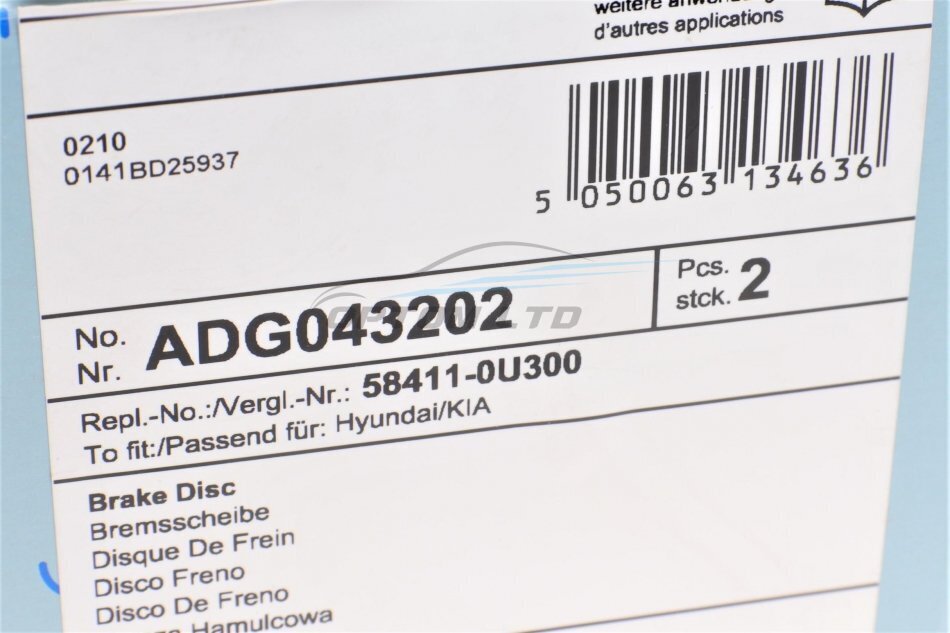 weitere
d'autres applications
0210
0141BD25937
5 050063 134636
No.
Nr. ADG043202
Pcs.
stck. 2
OPTON LTD
Repl.-No.:/Vergl.-Nr.: 58411-0U300
To fit:/Passend für: Hyundai/KIA
Brake Disc
Bremsscheibe
Disque De Frein
Disco Freno
Disco De Freno
Hamulcowa